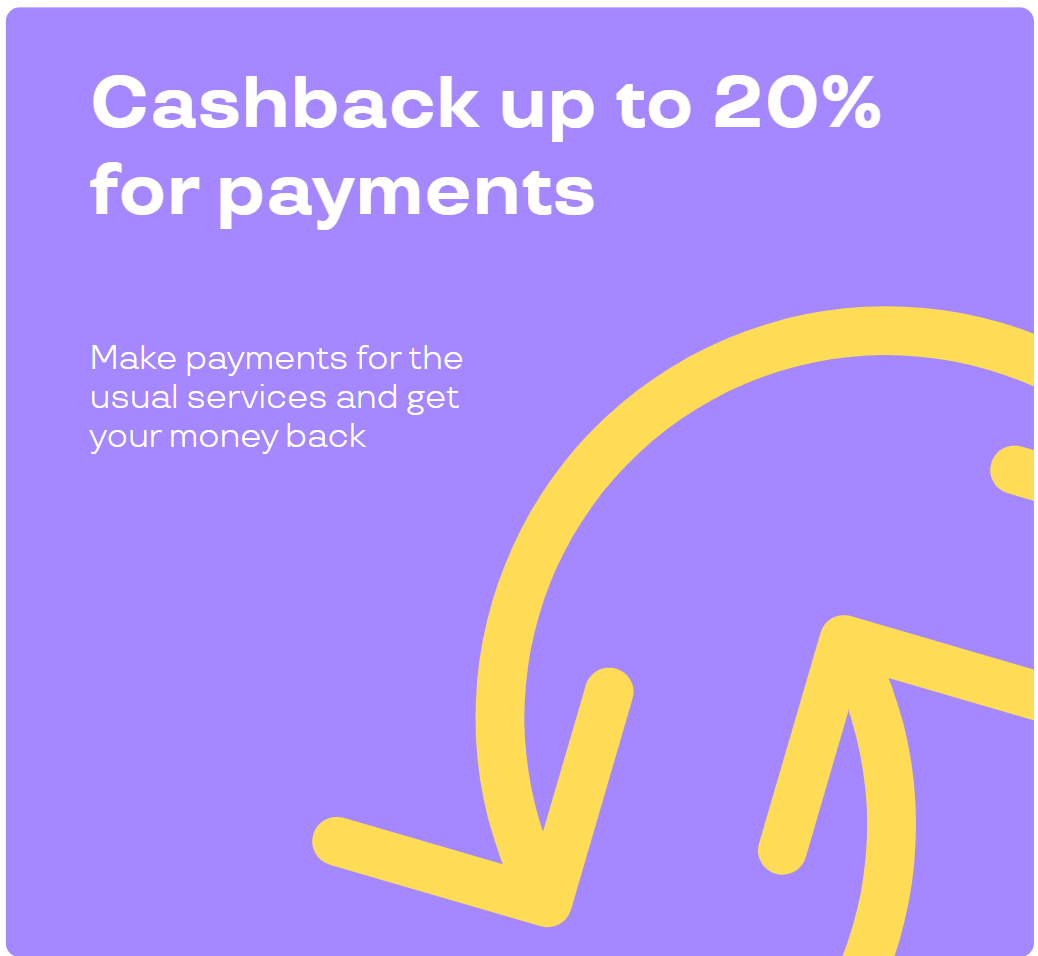 Cashback up to 20%
for payments
Make payments for the
usual services and get
your money back